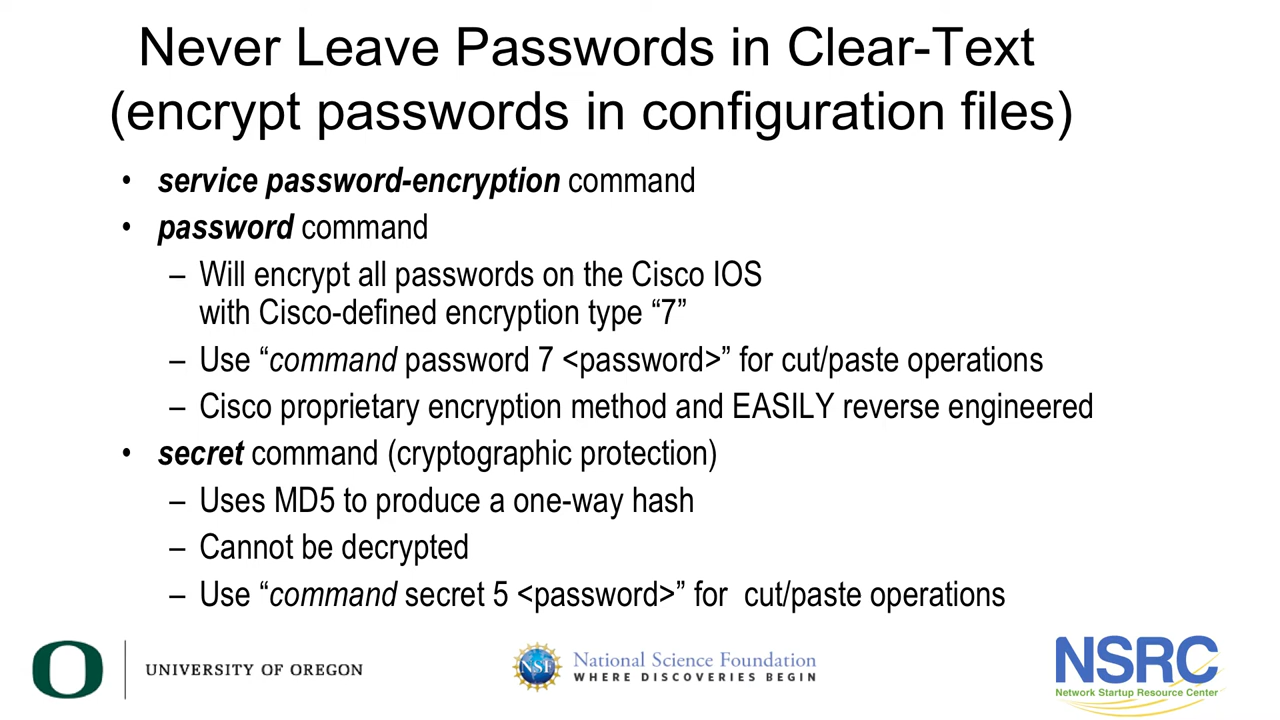 Never Leave Passwords in Clear-Text
(encrypt passwords in configuration files)
• service password-encryption command
• password command
– Will encrypt all passwords on the Cisco IOS
with Cisco-defined encryption type “7”
– Use “command password 7 <password>” for cut/paste operations
– Cisco proprietary encryption method and EASILY reverse engineered
• secret command (cryptographic protection)
– Uses MD5 to produce a one-way hash
– Cannot be decrypted
– Use “command secret 5 <password>” for  cut/paste operations
O
UNIVERSITY OF OREGON
NSF
National Science Foundation
WHERE DISCOVERIES BEGIN
NSRC
Network Startup Resource Center